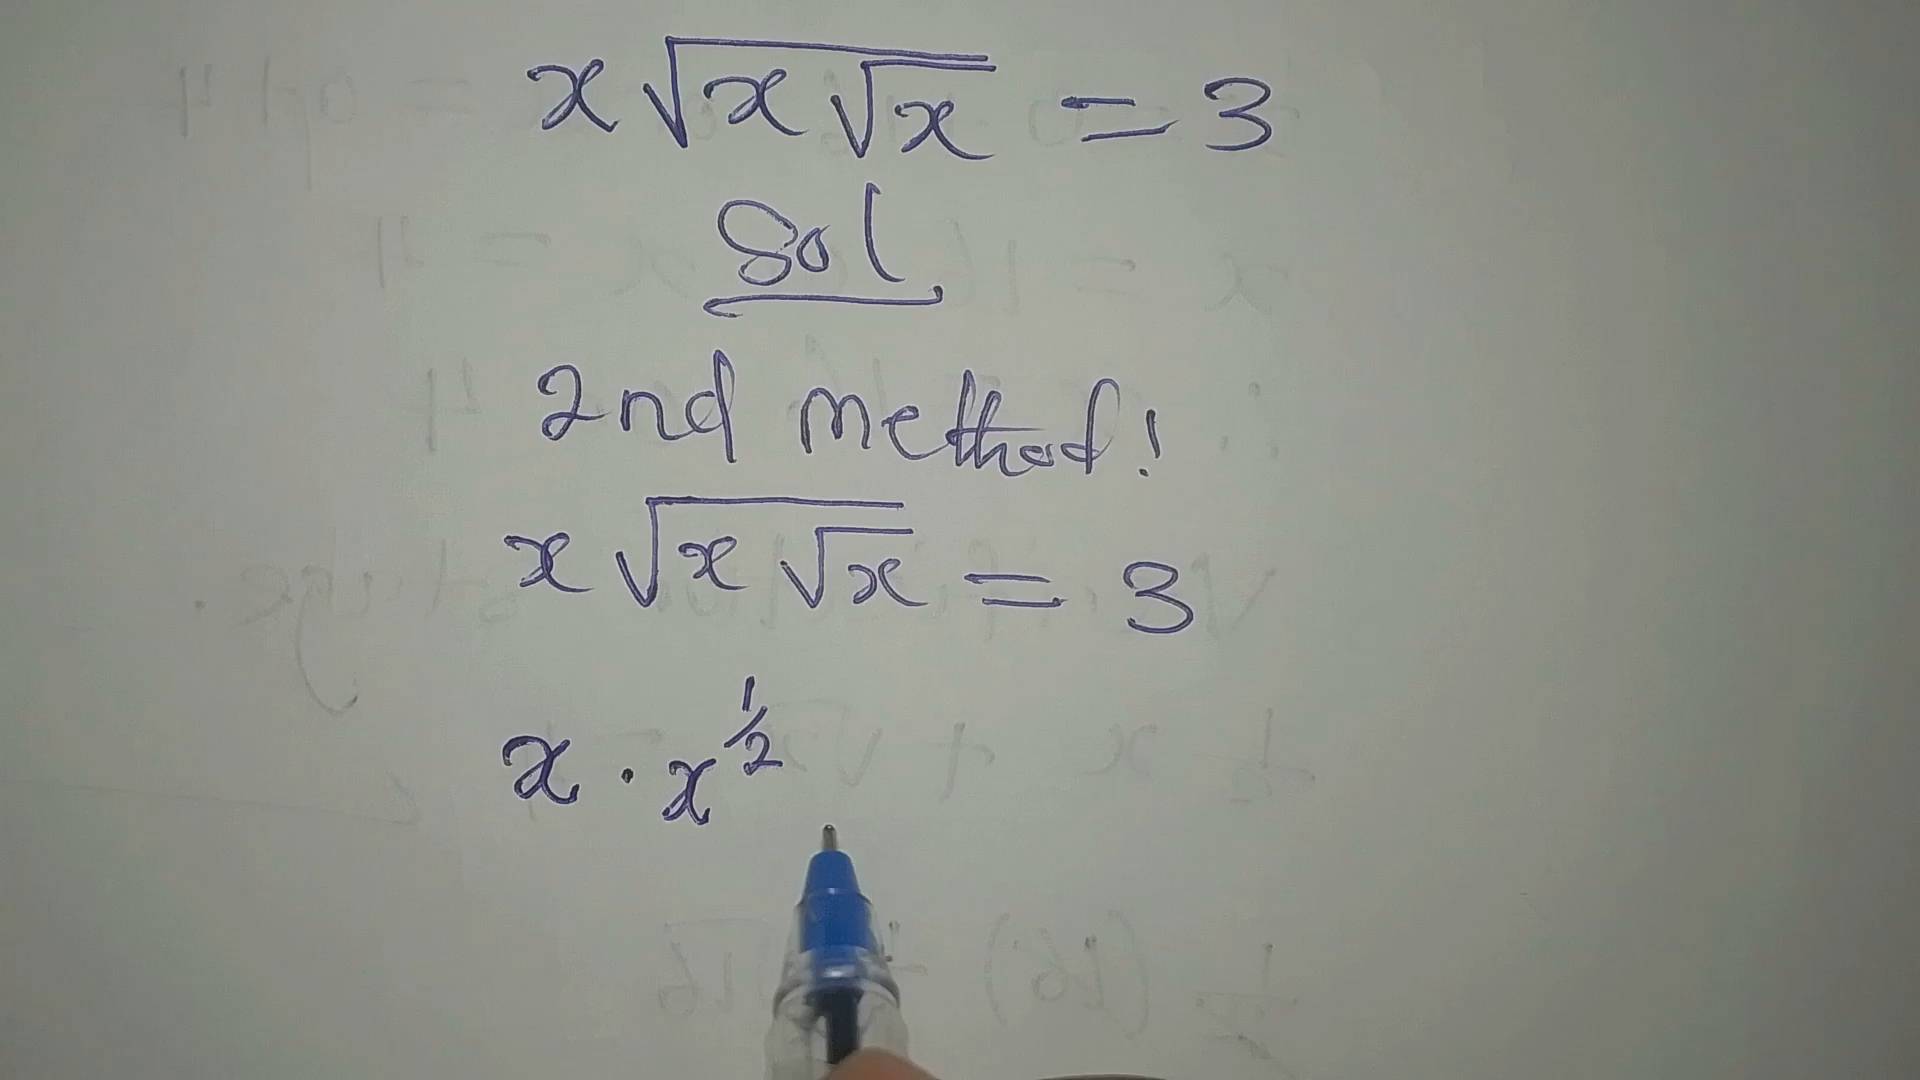 x√(x√x) = 3
Sol
2nd method!
x√(x√x) = 3
x · x^1/2